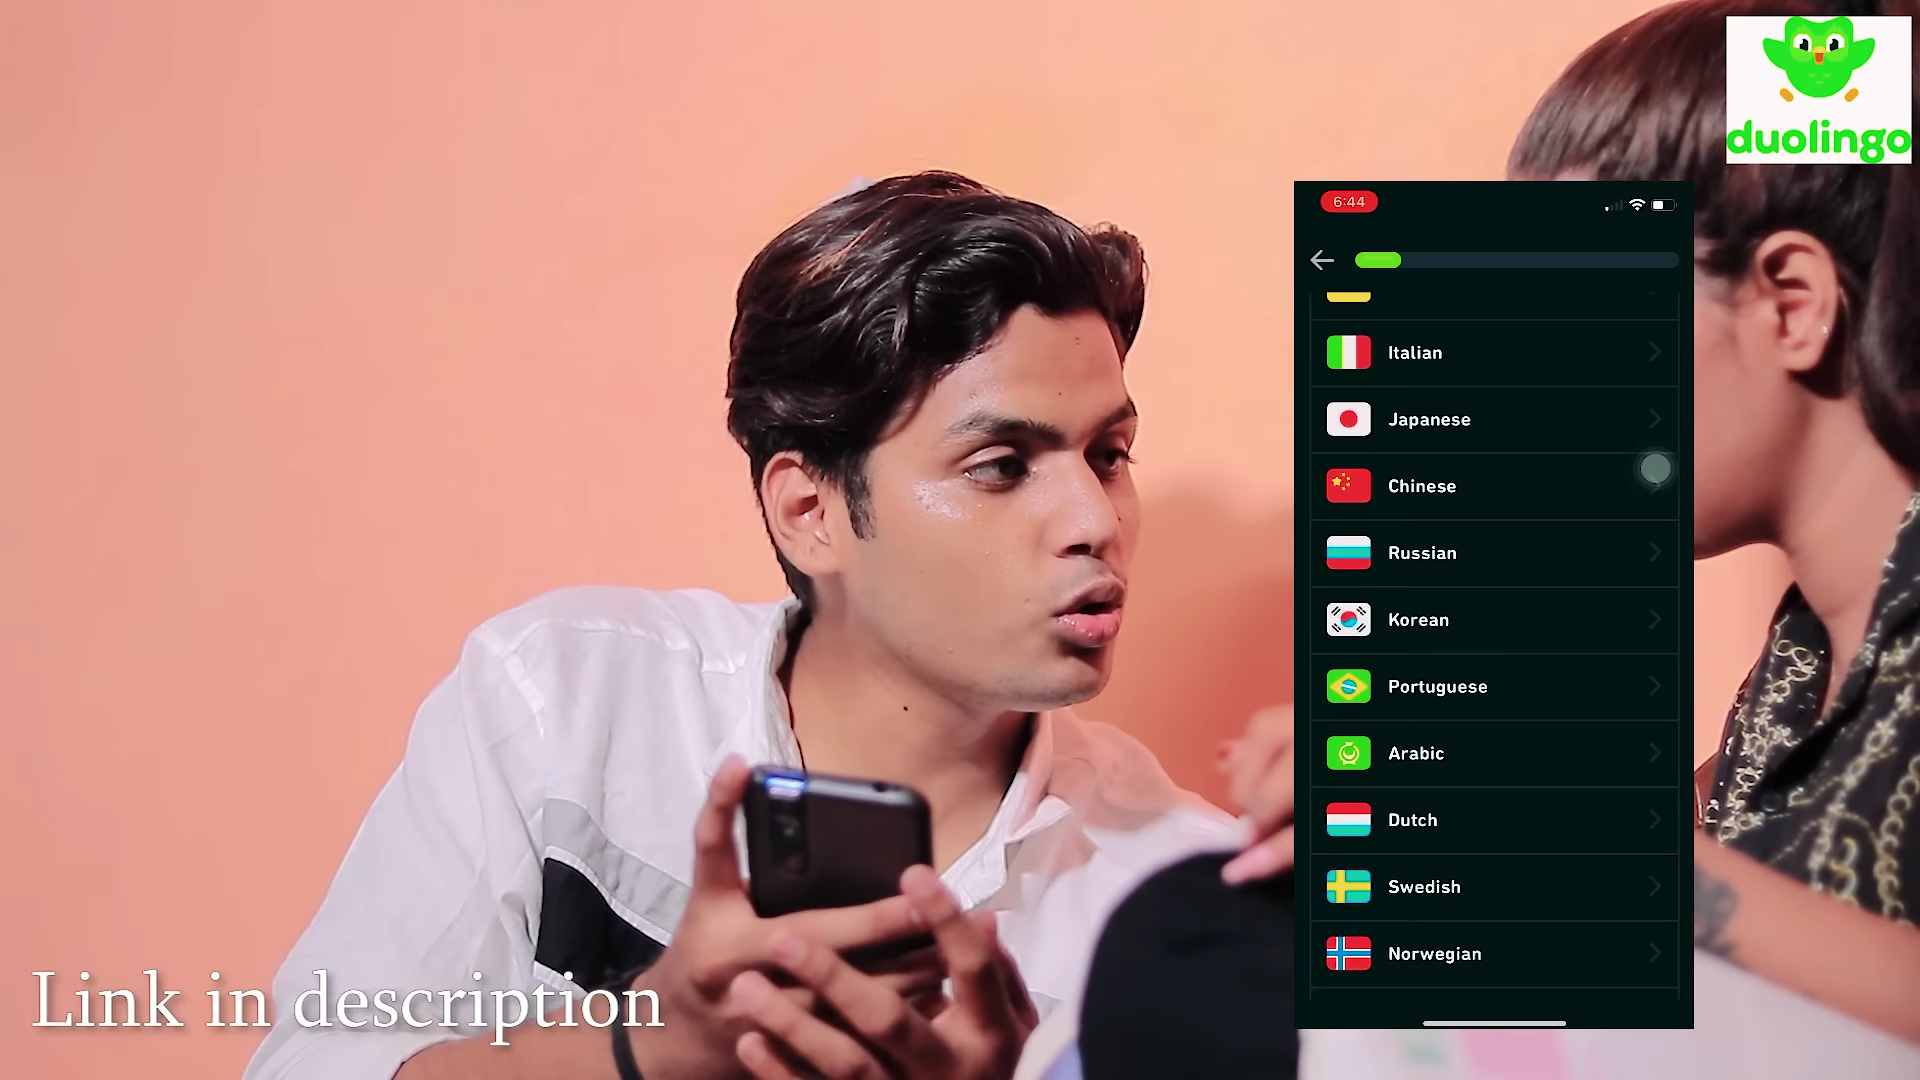 duolingo
6:44
Italian
Japanese
Chinese
Russian
Korean
Portuguese
Arabic
Dutch
Swedish
Norwegian
Link in description